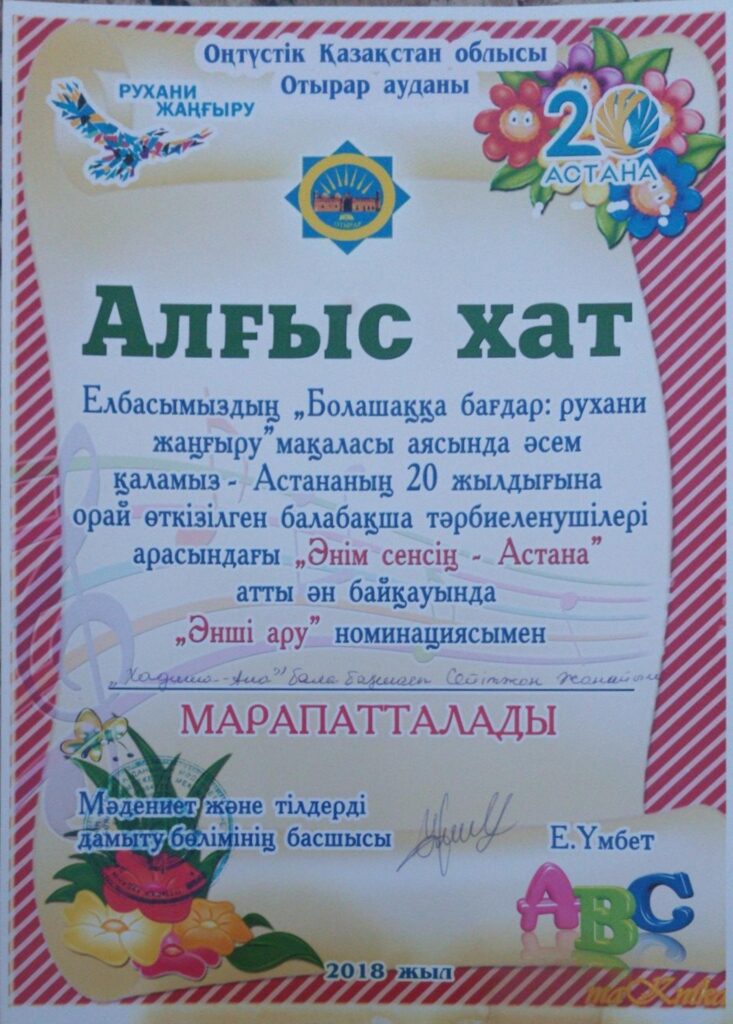 Оңтүстік Қазақстан облысы
Отырар ауданы
РУХАНИ
ЖАҢҒЫРУ
20
АСТАНА
ОТЫРАР
Алғыс хат
Елбасымыздың „Болашаққа бағдар: рухани
жаңғыру” мақаласы аясында әсем
қаламыз - Астананың 20 жылдығына
орай өткізілген балабақша тәрбиеленушілері
арасындағы „Әнім сенсің - Астана”
атты ән байқауында
„Әнші ару” номинациясымен
МАРАПАТТАЛАДЫ
Мәдениет және тілдерді
дамыту бөлімінің басшысы
Е.Үмбет
ABC
2018 жыл